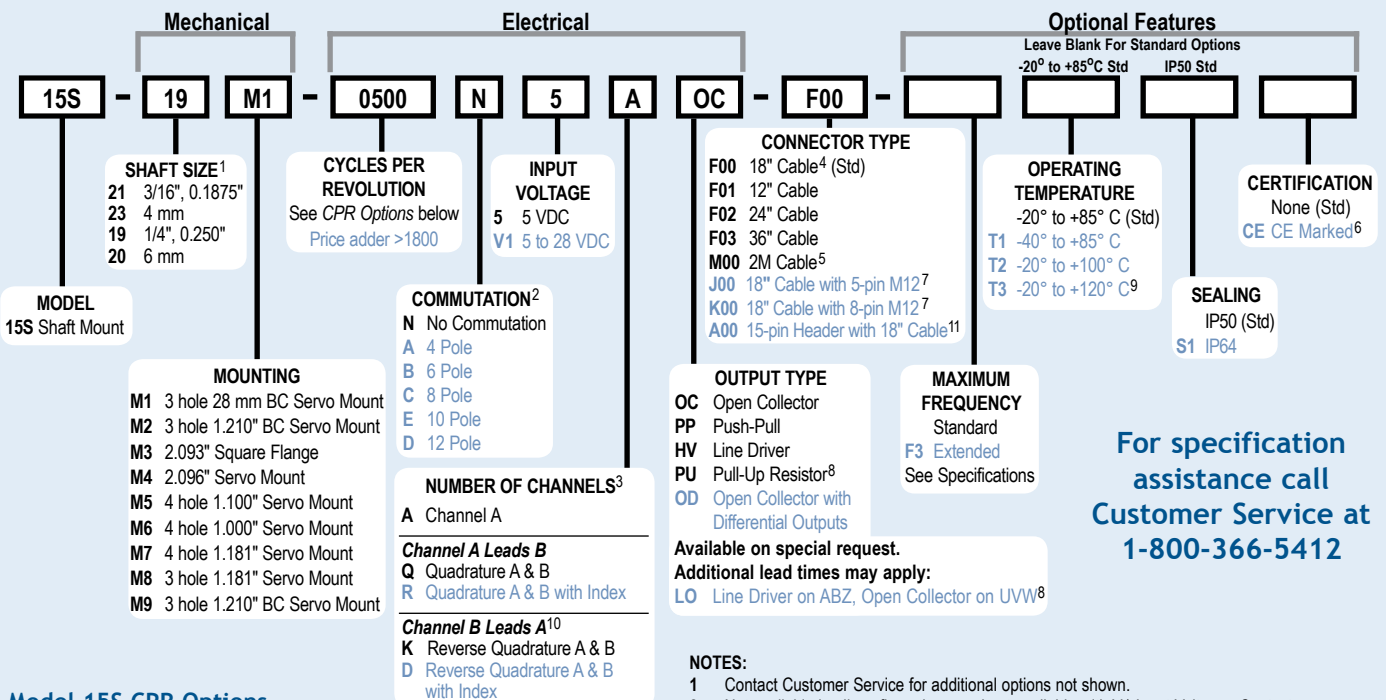 Mechanical
Electrical
Optional Features
Leave Blank For Standard Options
-20° to +85°C Std IP50 Std
15S - 19 M1 - 0500 N 5 A OC - F00 -
MODEL
15S Shaft Mount
SHAFT SIZE1
21 3/16", 0.1875"
23 4 mm
19 1/4", 0.250"
20 6 mm
MOUNTING
M1 3 hole 28 mm BC Servo Mount
M2 3 hole 1.210" BC Servo Mount
M3 2.093" Square Flange
M4 2.096" Servo Mount
M5 4 hole 1.100" Servo Mount
M6 4 hole 1.000" Servo Mount
M7 4 hole 1.181" Servo Mount
M8 3 hole 1.181" Servo Mount
M9 3 hole 1.210" BC Servo Mount
CYCLES PER
REVOLUTION
See CPR Options below
Price adder >1800
COMMUTATION2
N No Commutation
A 4 Pole
B 6 Pole
C 8 Pole
E 10 Pole
D 12 Pole
INPUT
VOLTAGE
5 5 VDC
V1 5 to 28 VDC
NUMBER OF CHANNELS3
A Channel A
Channel A Leads B
Q Quadrature A & B
R Quadrature A & B with Index
Channel B Leads A10
K Reverse Quadrature A & B
D Reverse Quadrature A & B
with Index
CONNECTOR TYPE
F00 18" Cable4 (Std)
F01 12" Cable
F02 24" Cable
F03 36" Cable
M00 2M Cable5
J00 18" Cable with 5-pin M12 7
K00 18" Cable with 8-pin M12 7
A00 15-pin Header with 18" Cable11
OUTPUT TYPE
OC Open Collector
PP Push-Pull
HV Line Driver
PU Pull-Up Resistor8
OD Open Collector with
Differential Outputs
Available on special request.
Additional lead times may apply:
LO Line Driver on ABZ, Open Collector on UVW8
MAXIMUM
FREQUENCY
Standard
F3 Extended
See Specifications
OPERATING
TEMPERATURE
-20° to +85° C (Std)
T1 -40° to +85° C
T2 -20° to +100° C
T3 -20° to +120° C9
SEALING
IP50 (Std)
S1 IP64
CERTIFICATION
None (Std)
CE CE Marked6
For specification
assistance call
Customer Service at
1-800-366-5412
NOTES:
1 Contact Customer Service for additional options not shown.
Model 15S CPR Options